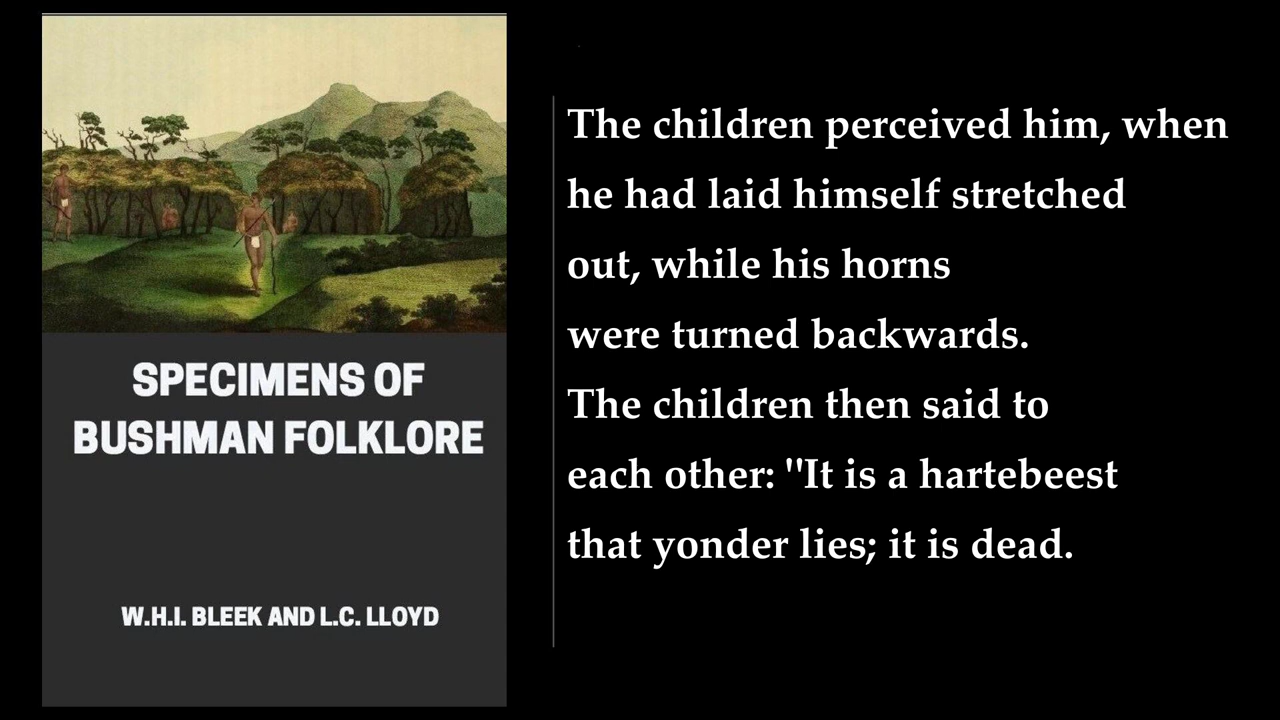 SPECIMENS OF
BUSHMAN FOLKLORE
W.H.I. BLEEK AND L.C. LLOYD
The children perceived him, when
he had laid himself stretched
out, while his horns
were turned backwards.
The children then said to
each other: "It is a hartebeest
that yonder lies; it is dead.